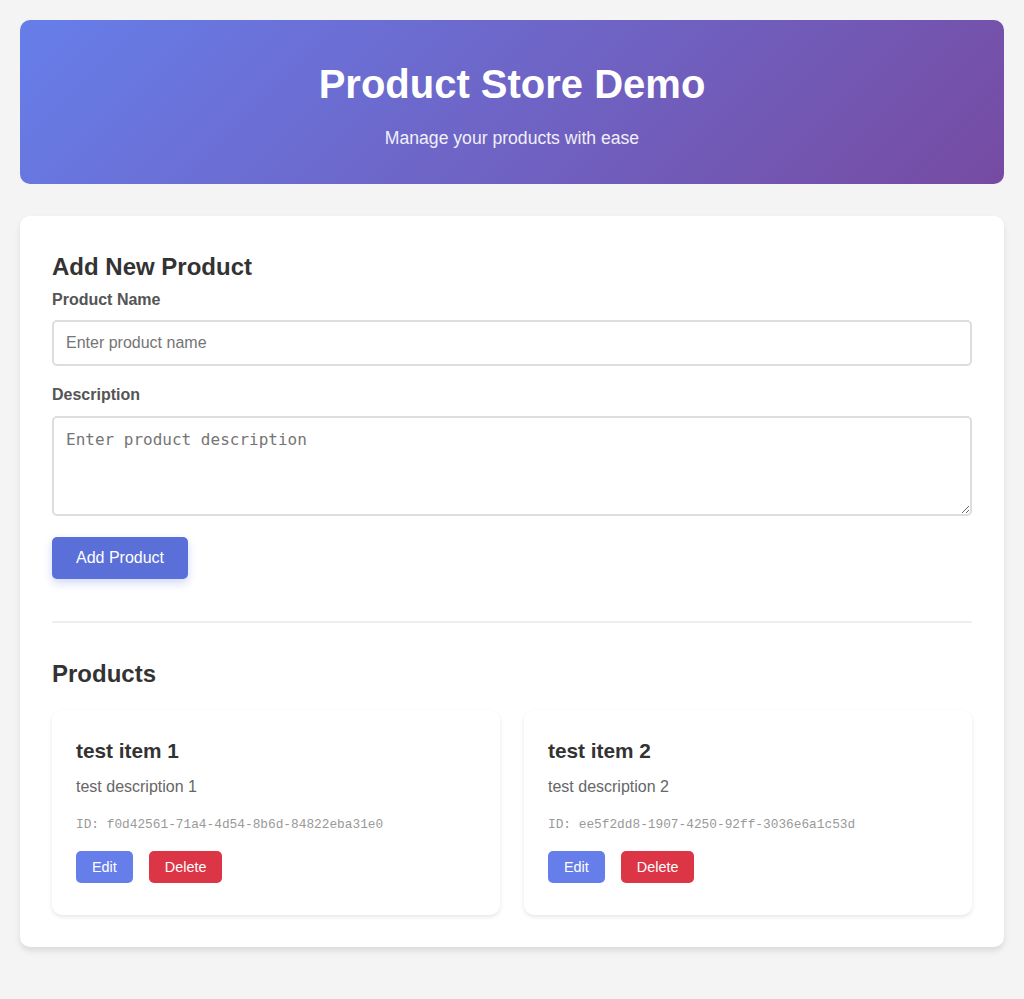 Product Store Demo
Manage your products with ease
Add New Product
Product Name
Enter product name
Description
Enter product description
Add Product
Products
test item 1
test description 1
ID: f0d42561-71a4-4d54-8b6d-84822eba31e0
Edit Delete
test item 2
test description 2
ID: ee5f2dd8-1907-4250-92ff-3036e6a1c53d
Edit Delete